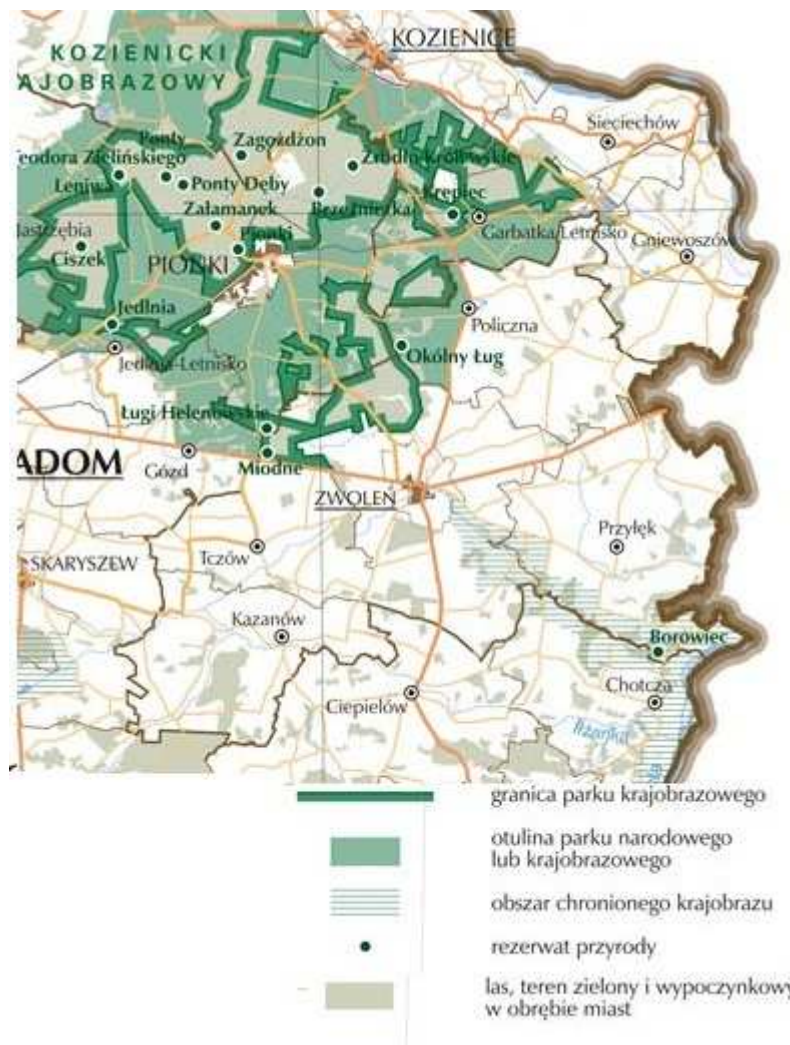 KOZIENICE
KOZIENICKI
AJOBRAZOWY
Sieciechów
Ponty
Zagożdżon
eodora Zielińskiego
Źródło Królewskie
Leniwa
Ponty Dęby
Brzeźniczka
Krępiec
Załamanek
Garbatka-Letnisko
Jastrzębia
Pionki
Gniewoszów
Ciszek
PIONKI
Jedlnia
Policzna
Jedlnia-Letnisko
Okólny Ług
Ługi Helenowskie
ADOM
Gózd
Miodne
ZWOLEŃ
Przyłęk
SKARYSZEW
Tczów
Kazanów
Borowiec
Chotcza
Ciepielów
Iłżanka
granica parku krajobrazowego
otulina parku narodowego
lub krajobrazowego
obszar chronionego krajobrazu
rezerwat przyrody
las, teren zielony i wypoczynkowy
w obrębie miast